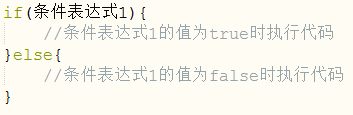 if(条件表达式1){
//条件表达式1的值为true时执行代码
}else{
//条件表达式1的值为false时执行代码
}